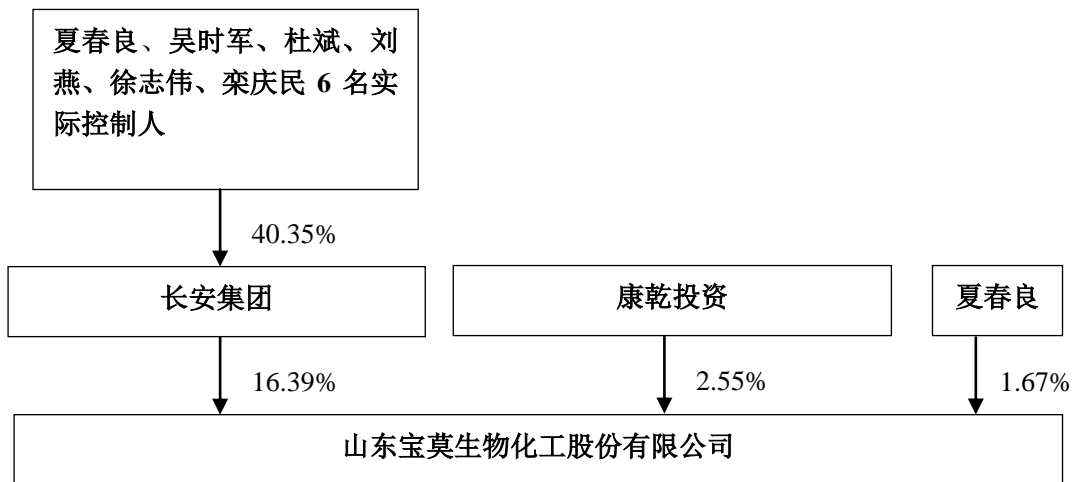 夏春良、吴时军、杜斌、刘
燕、徐志伟、栾庆民 6 名实
际控制人
40.35%
长安集团
康乾投资
夏春良
16.39%
2.55%
1.67%
山东宝莫生物化工股份有限公司